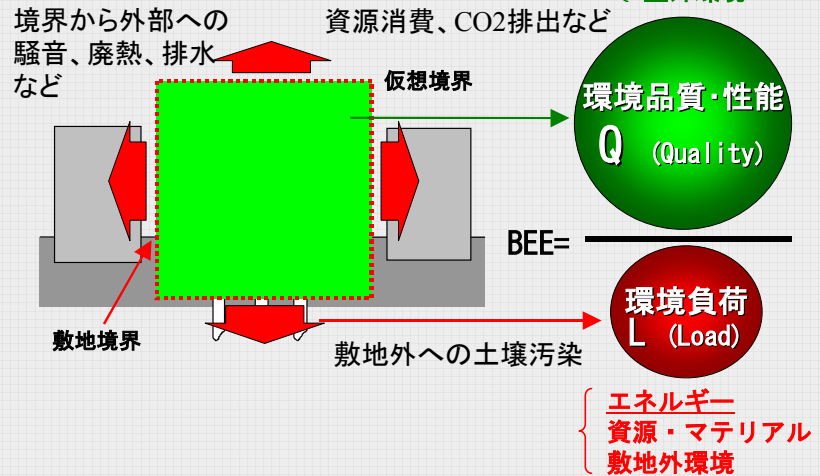 境界から外部への
騒音、廃熱、排水
など
資源消費、CO2排出など
仮想境界
環境品質・性能
Q (Quality)
BEE=
環境負荷
L (Load)
敷地境界
敷地外への土壌汚染
エネルギー
資源・マテリアル
敷地外環境